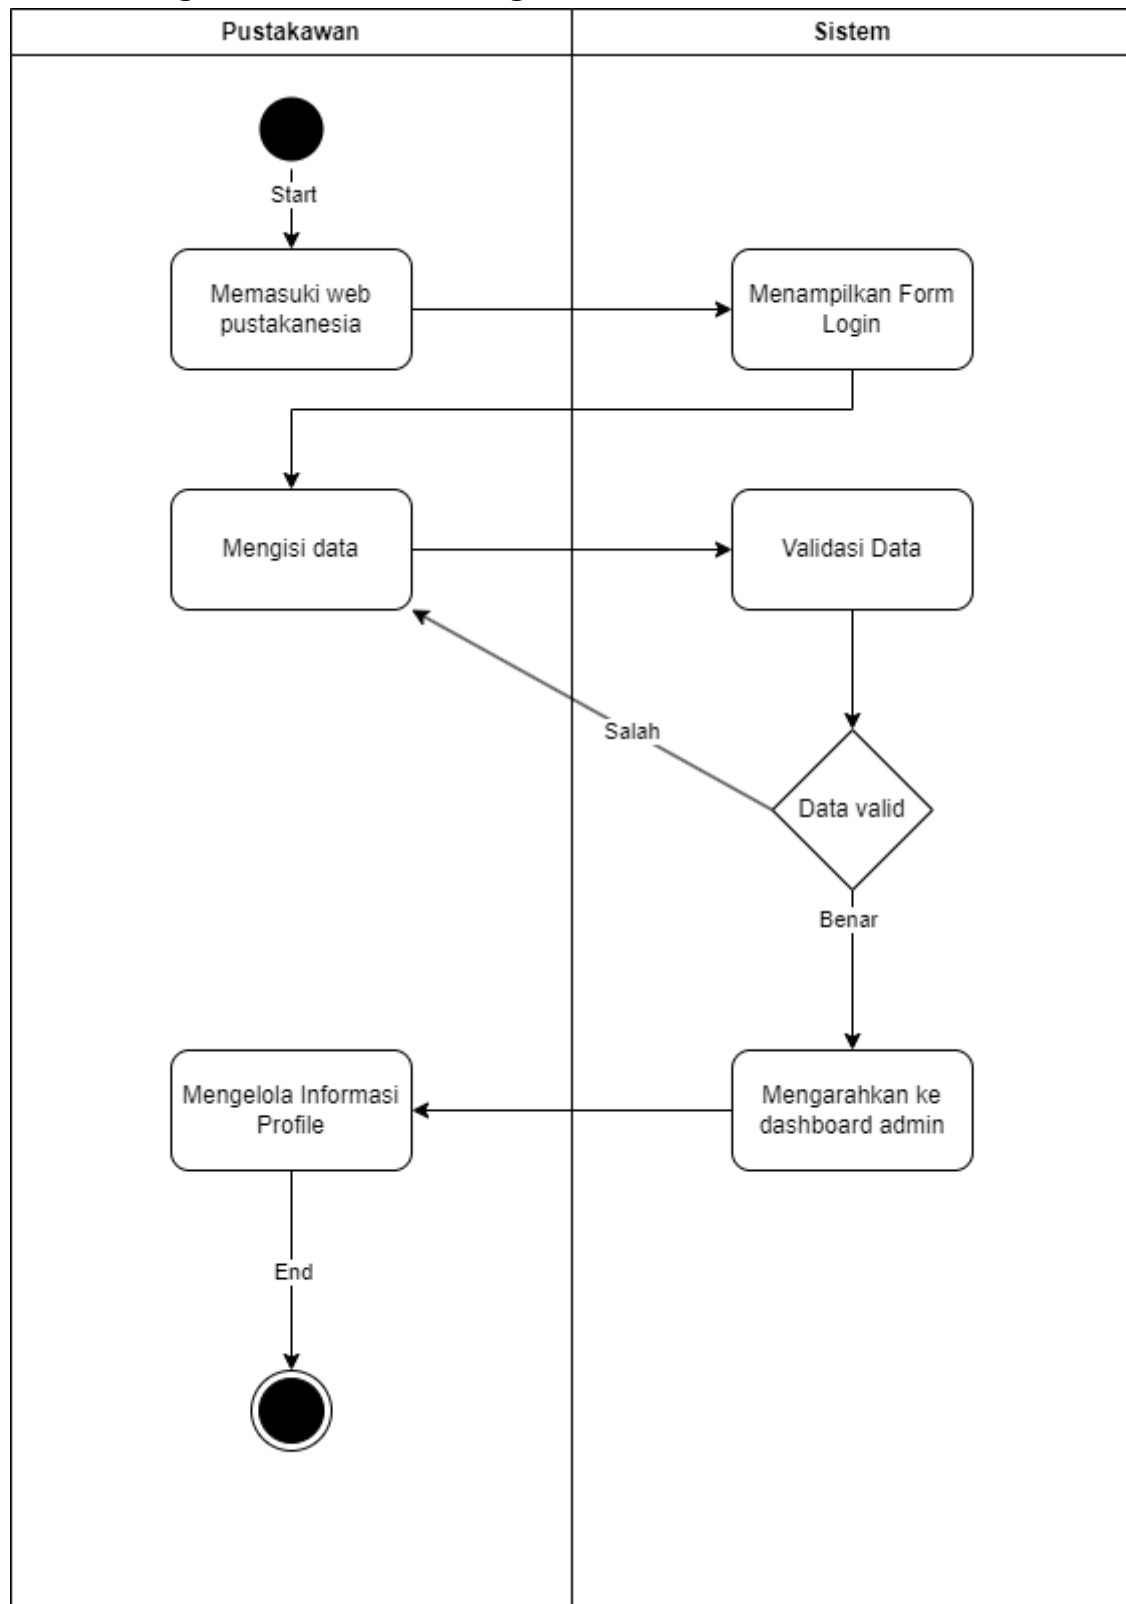 Pustakawan
Sistem
Start
Memasuki web
pustakanesia
Menampilkan Form
Login
Mengisi data
Validasi Data
Salah
Data valid
Benar
Mengelola Informasi
Profile
Mengarahkan ke
dashboard admin
End